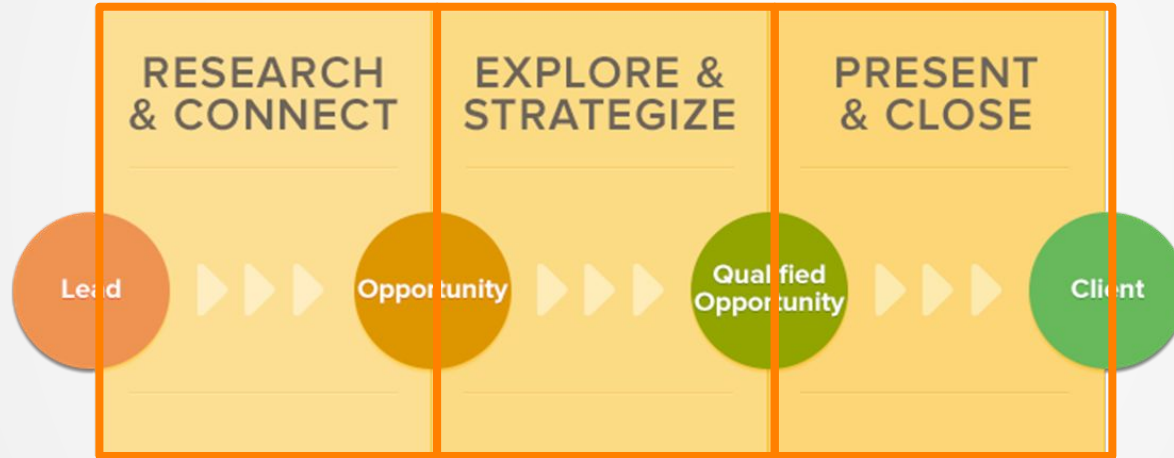 RESEARCH
& CONNECT
EXPLORE &
STRATEGIZE
PRESENT
& CLOSE
Lead
Opportunity
Qualified
Opportunity
Client